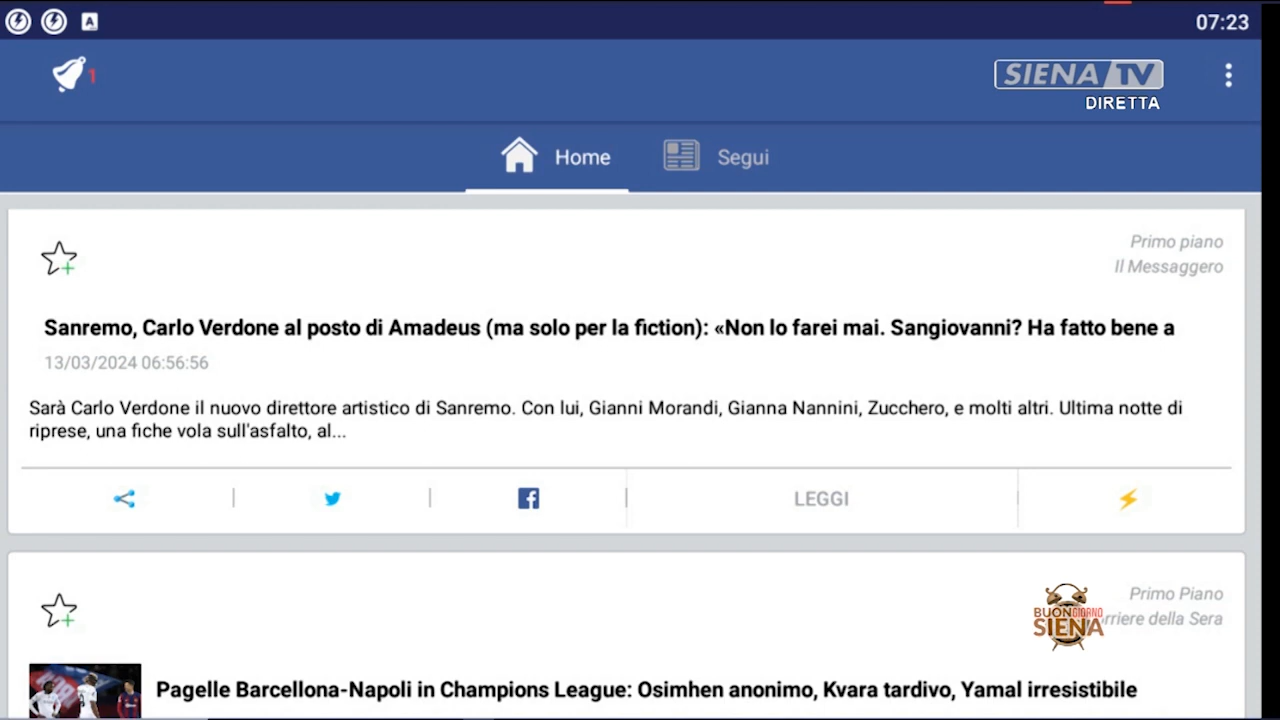 07:23
1
SIENA TV
DIRETTA
Home
Segui
Primo piano
Il Messaggero
Sanremo, Carlo Verdone al posto di Amadeus (ma solo per la fiction): «Non lo farei mai. Sangiovanni? Ha fatto bene a
13/03/2024 06:56:56
Sarà Carlo Verdone il nuovo direttore artistico di Sanremo. Con lui, Gianni Morandi, Gianna Nannini, Zucchero, e molti altri. Ultima notte di
riprese, una fiche vola sull'asfalto, al...
LEGGI
Primo Piano
rriere della Sera
BUONGIORNO
SIENA
Pagelle Barcellona-Napoli in Champions League: Osimhen anonimo, Kvara tardivo, Yamal irresistibile